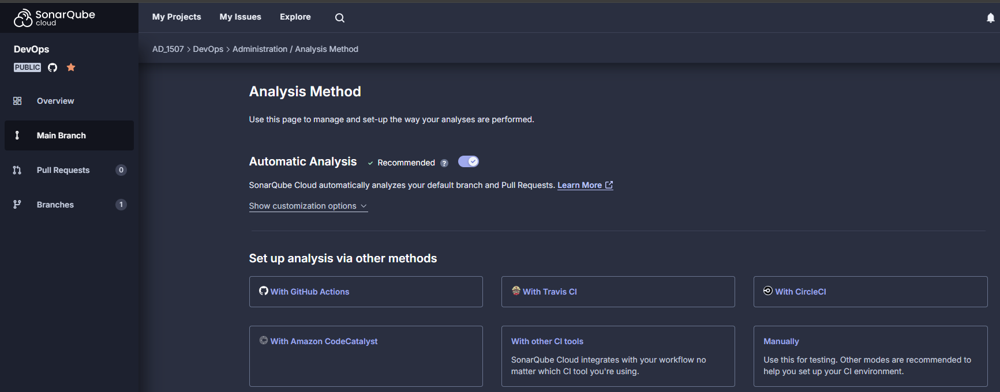 SonarQube
cloud
My Projects
My Issues
Explore
DevOps
PUBLIC
AD_1507 > DevOps > Administration / Analysis Method
Overview
Main Branch
Pull Requests 0
Branches 1
Analysis Method
Use this page to manage and set-up the way your analyses are performed.
Automatic Analysis ✓ Recommended ?
SonarQube Cloud automatically analyzes your default branch and Pull Requests. Learn More
Show customization options
Set up analysis via other methods
With GitHub Actions
With Travis CI
With CircleCI
With Amazon CodeCatalyst
With other CI tools
SonarQube Cloud integrates with your workflow no
matter which CI tool you're using.
Manually
Use this for testing. Other modes are recommended to
help you set up your CI environment.